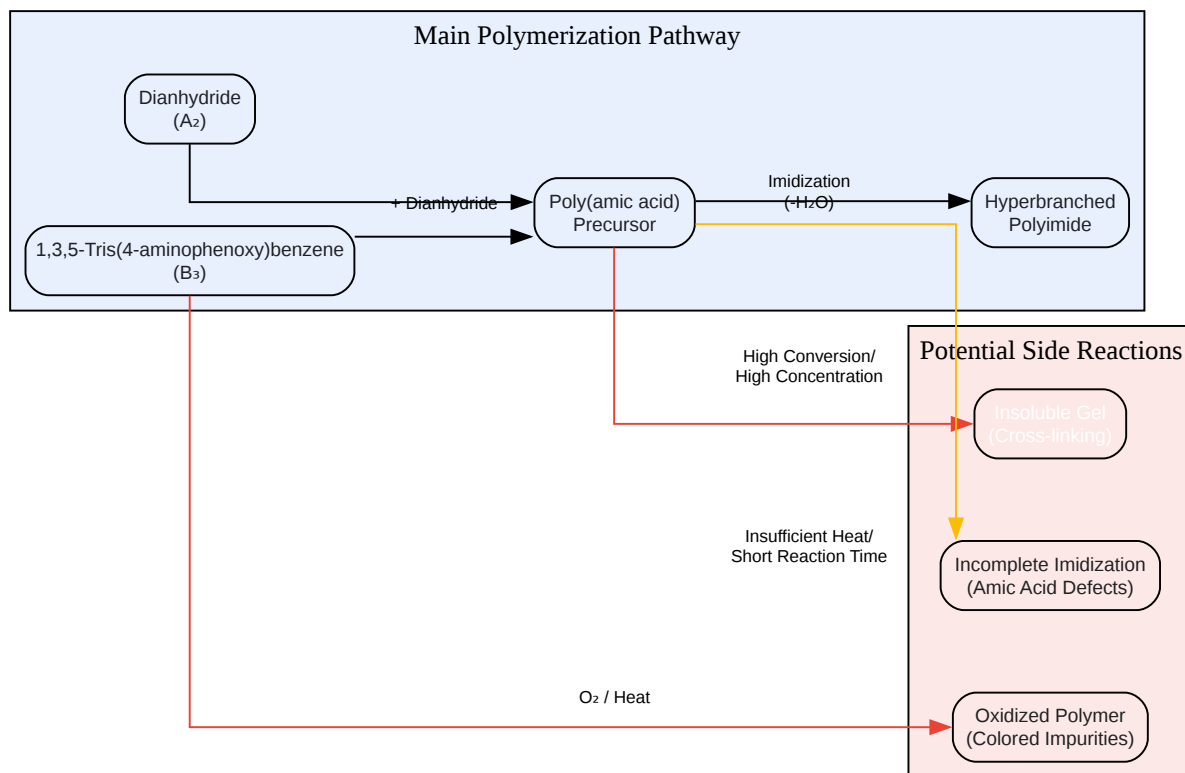 Main Polymerization Pathway
Dianhydride
(A₂)
+ Dianhydride
1,3,5-Tris(4-aminophenoxy)benzene
(B₃)
Poly(amic acid)
Precursor
Imidization
(-H₂O)
Hyperbranched
Polyimide
Potential Side Reactions
High Conversion/
High Concentration
Insoluble Gel
(Cross-linking)
Insufficient Heat/
Short Reaction Time
Incomplete Imidization
(Amic Acid Defects)
O₂ / Heat
Oxidized Polymer
(Colored Impurities)